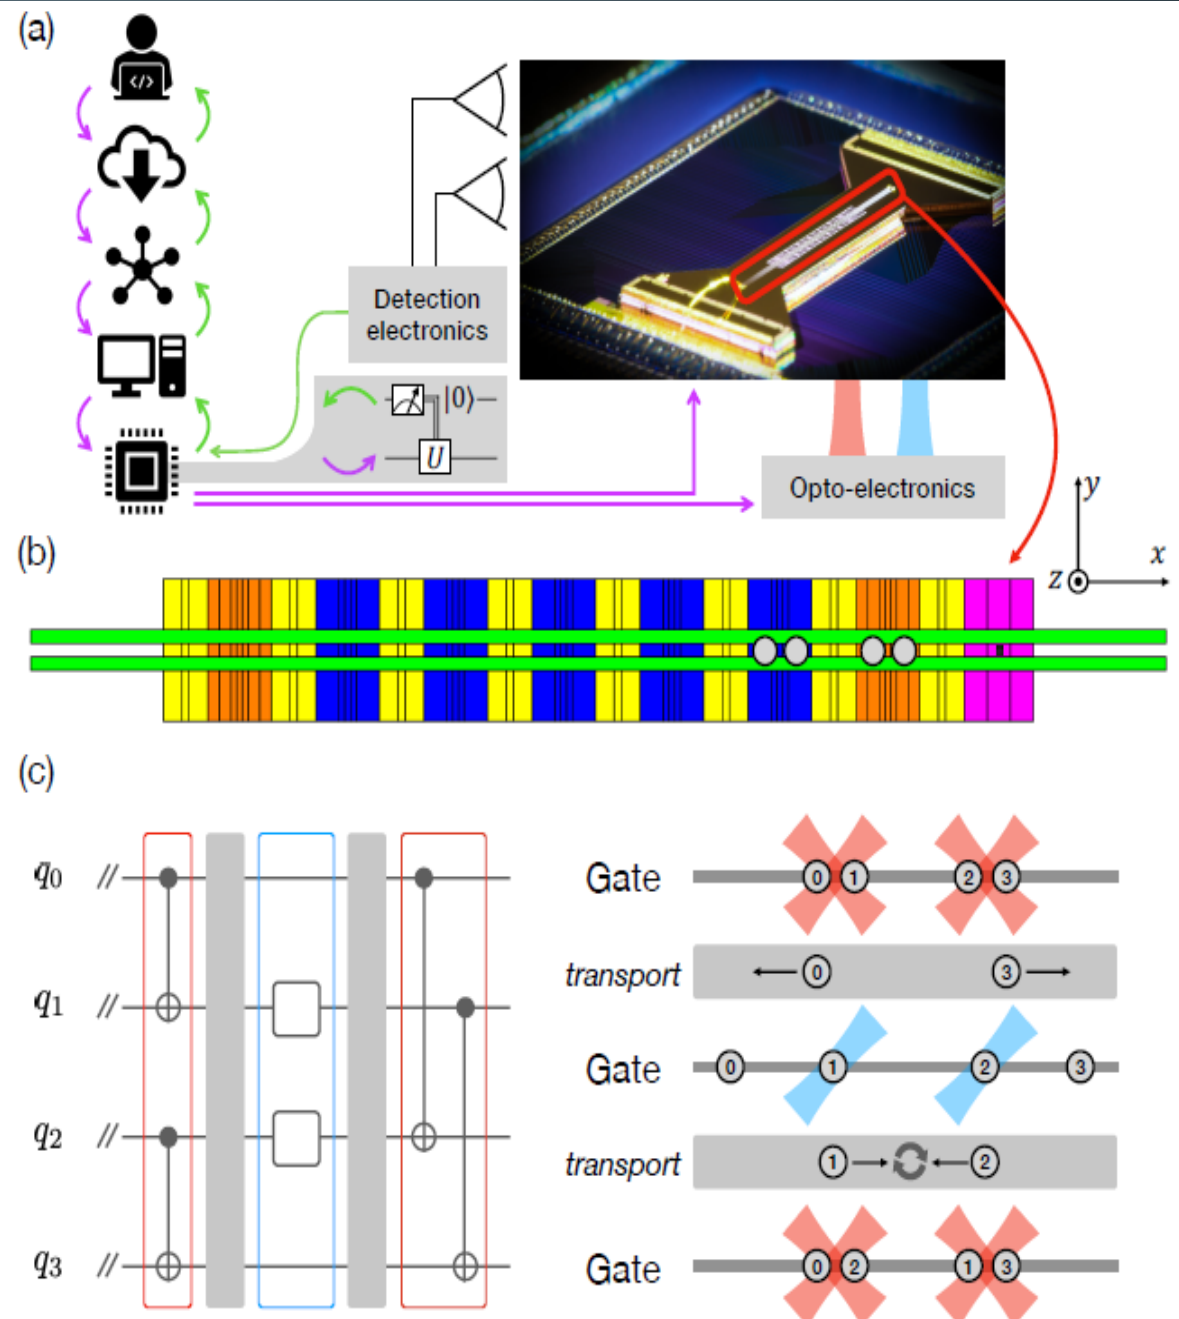 (a)
</>
Detection
electronics
|0⟩
U
Opto-electronics
y
x
z
(b)
(c)
q0
q1
q2
q3
//
//
//
//
Gate
0 1 2 3
transport
0 3
Gate
0 1 2 3
transport
1 2
Gate
0 2 1 3